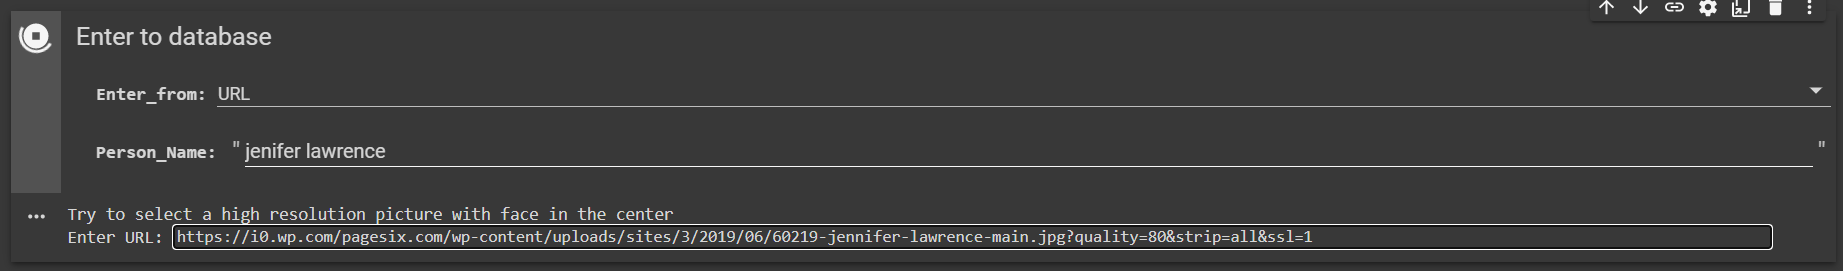 Enter to database
Enter_from: URL
Person_Name: " jenifer lawrence "
Try to select a high resolution picture with face in the center
Enter URL: https://i0.wp.com/pagesix.com/wp-content/uploads/sites/3/2019/06/60219-jennifer-lawrence-main.jpg?quality=80&strip=all&ssl=1